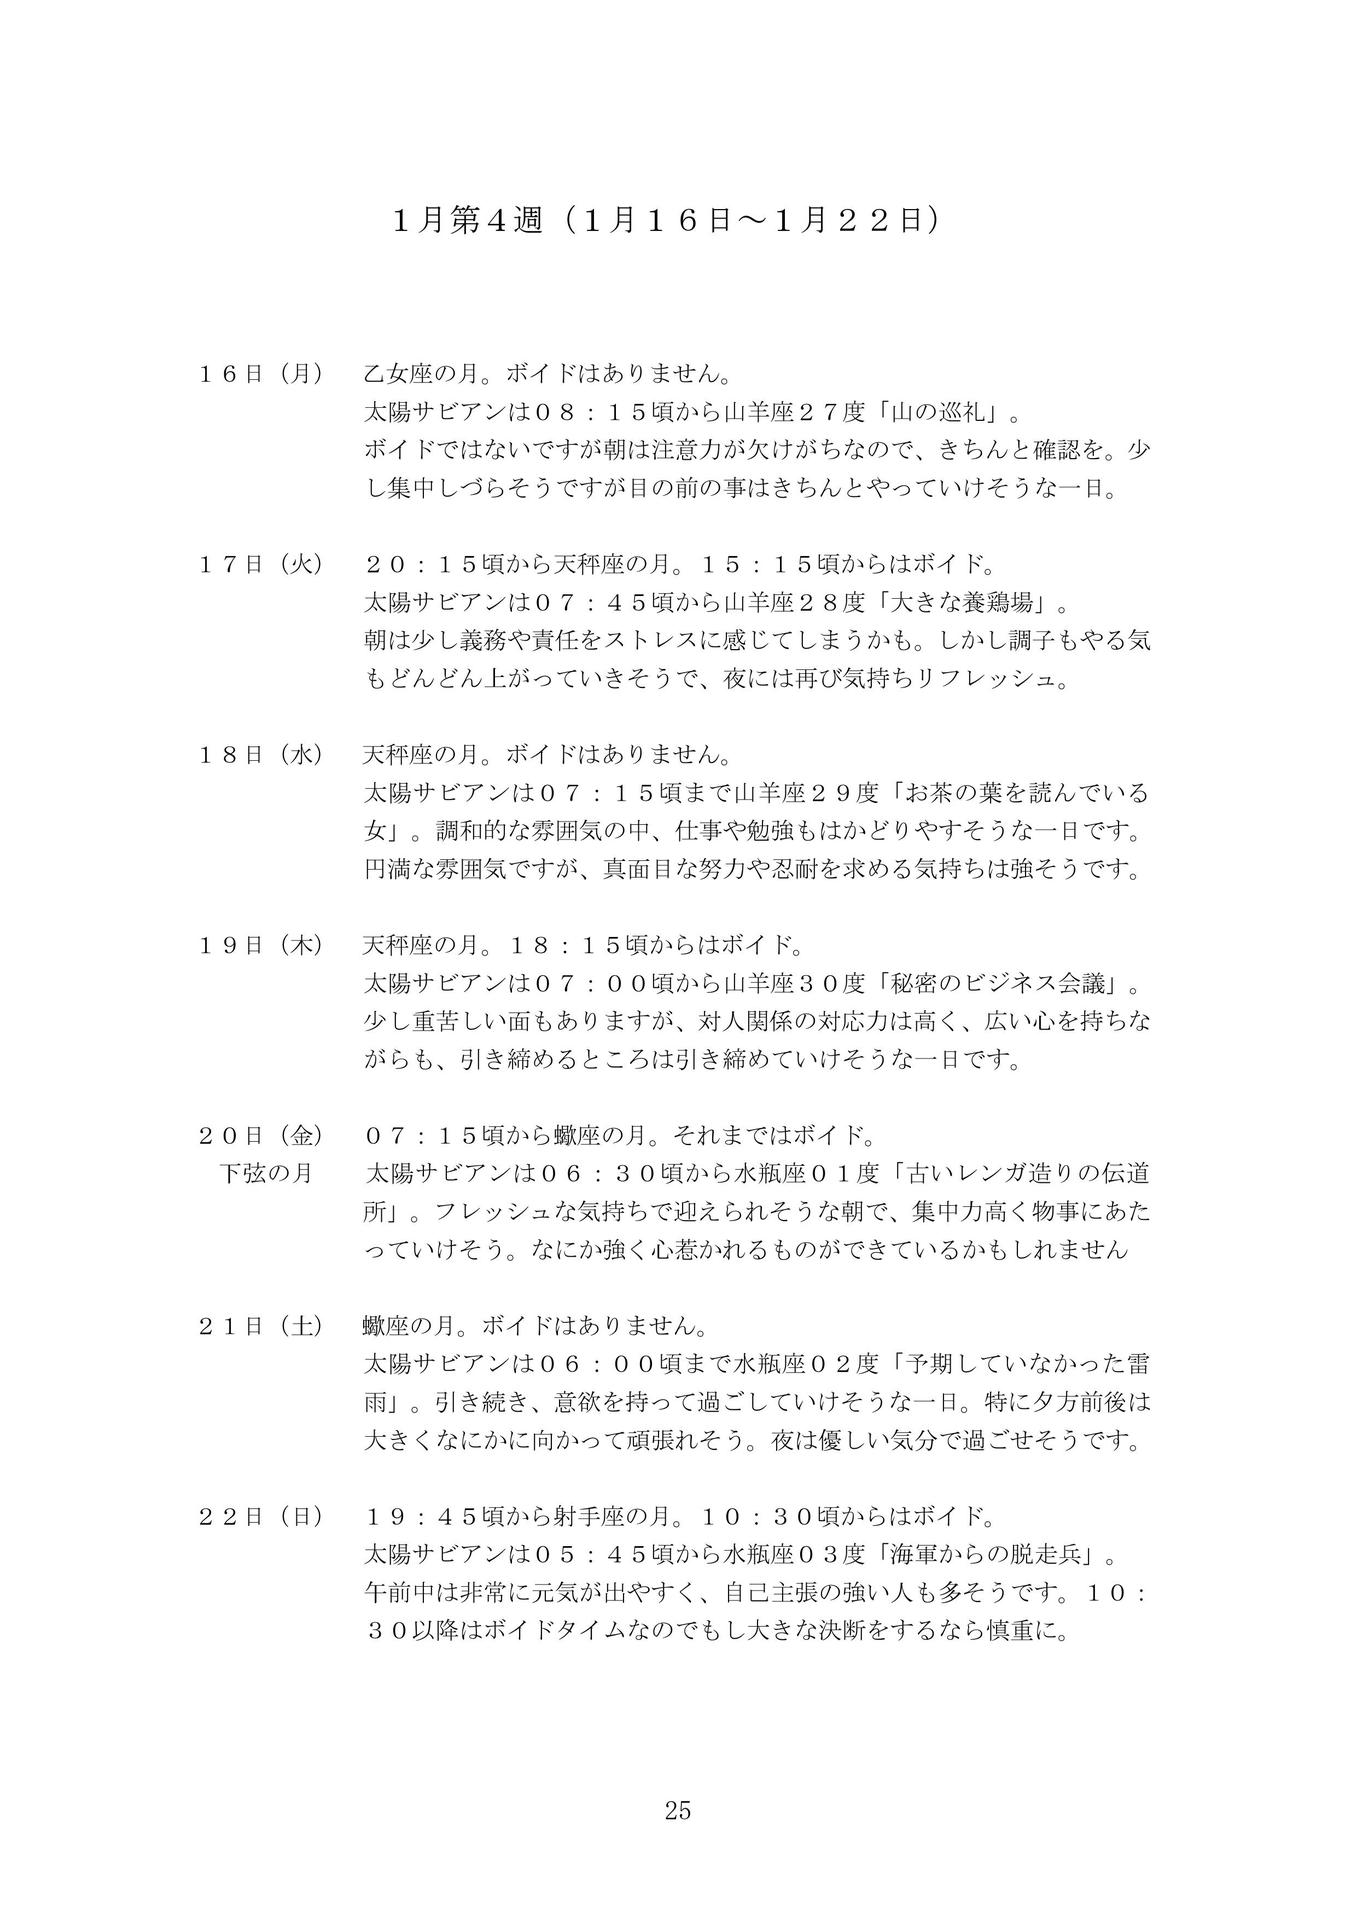 １月第４週（１月１６日～１月２２日）
１６日（月）　乙女座の月。ボイドはありません。
太陽サビアンは０８：１５頃から山羊座２７度「山の巡礼」。
ボイドではないですが朝は注意力が欠けがちなので、きちんと確認を。少
し集中しづらそうですが目の前の事はきちんとやっていけそうな一日。
１７日（火）　２０：１５頃から天秤座の月。１５：１５頃からはボイド。
太陽サビアンは０７：４５頃から山羊座２８度「大きな養鶏場」。
朝は少し義務や責任をストレスに感じてしまうかも。しかし調子もやる気
もどんどん上がっていきそうで、夜には再び気持ちリフレッシュ。
１８日（水）　天秤座の月。ボイドはありません。
太陽サビアンは０７：１５頃まで山羊座２９度「お茶の葉を読んでいる
女」。調和的な雰囲気の中、仕事や勉強もはかどりやすそうな一日です。
円満な雰囲気ですが、真面目な努力や忍耐を求める気持ちは強そうです。
１９日（木）　天秤座の月。１８：１５頃からはボイド。
太陽サビアンは０７：００頃から山羊座３０度「秘密のビジネス会議」。
少し重苦しい面もありますが、対人関係の対応力は高く、広い心を持ちな
がらも、引き締めるところは引き締めていけそうな一日です。
２０日（金）　０７：１５頃から蠍座の月。それまではボイド。
下弦の月　太陽サビアンは０６：３０頃から水瓶座０１度「古いレンガ造りの伝道
所」。フレッシュな気持ちで迎えられそうな朝で、集中力高く物事にあた
っていけそう。なにか強く心惹かれるものができているかもしれません
２１日（土）　蠍座の月。ボイドはありません。
太陽サビアンは０６：００頃まで水瓶座０２度「予期していなかった雷
雨」。引き続き、意欲を持って過ごしていけそうな一日。特に夕方前後は
大きくなにかに向かって頑張れそう。夜は優しい気分で過ごせそうです。
２２日（日）　１９：４５頃から射手座の月。１０：３０頃からはボイド。
太陽サビアンは０５：４５頃から水瓶座０３度「海軍からの脱走兵」。
午前中は非常に元気が出やすく、自己主張の強い人も多そうです。１０：
３０以降はボイドタイムなのでもし大きな決断をするなら慎重に。
25